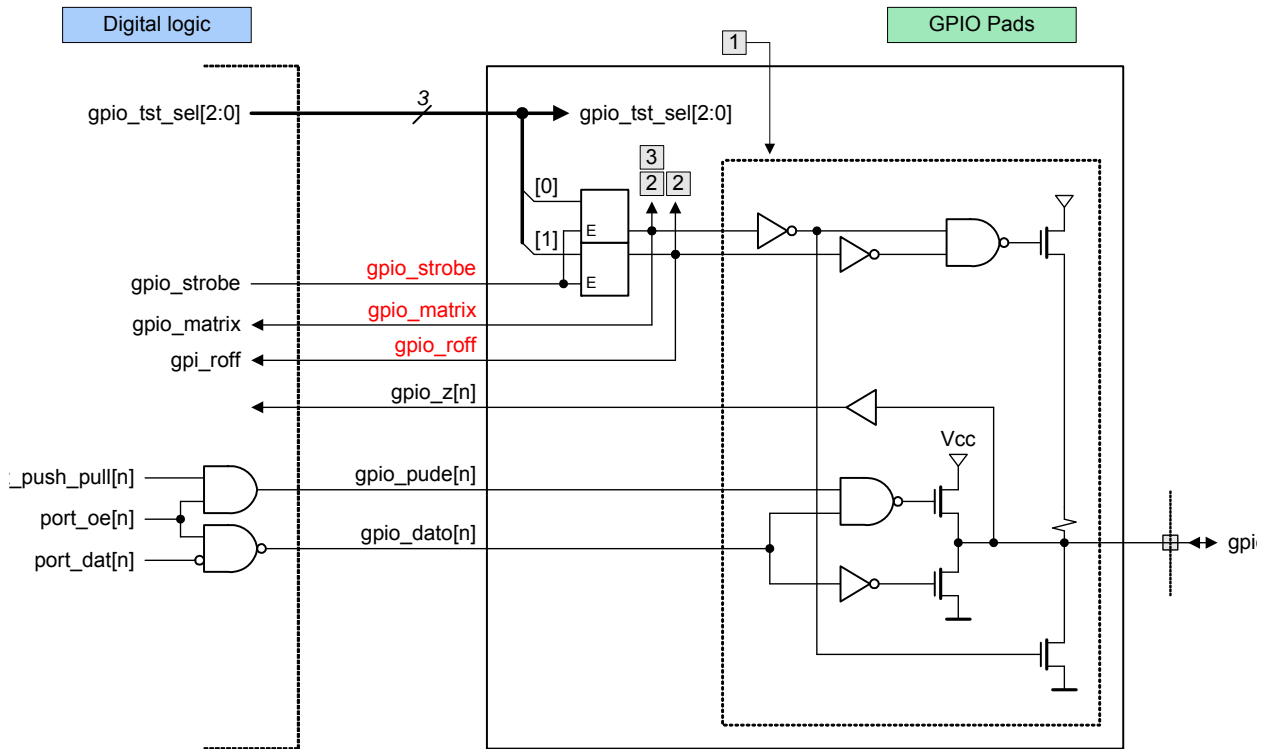 Digital logic
GPIO Pads
1
gpio_tst_sel[2:0]
3
gpio_tst_sel[2:0]
3
2
2
[0]
E
[1]
E
gpio_strobe
gpio_strobe
gpio_matrix
gpio_matrix
gpio_roff
gpi_roff
gpio_z[n]
Vcc
_push_pull[n]
gpio_pude[n]
port_oe[n]
gpio_dato[n]
port_dat[n]